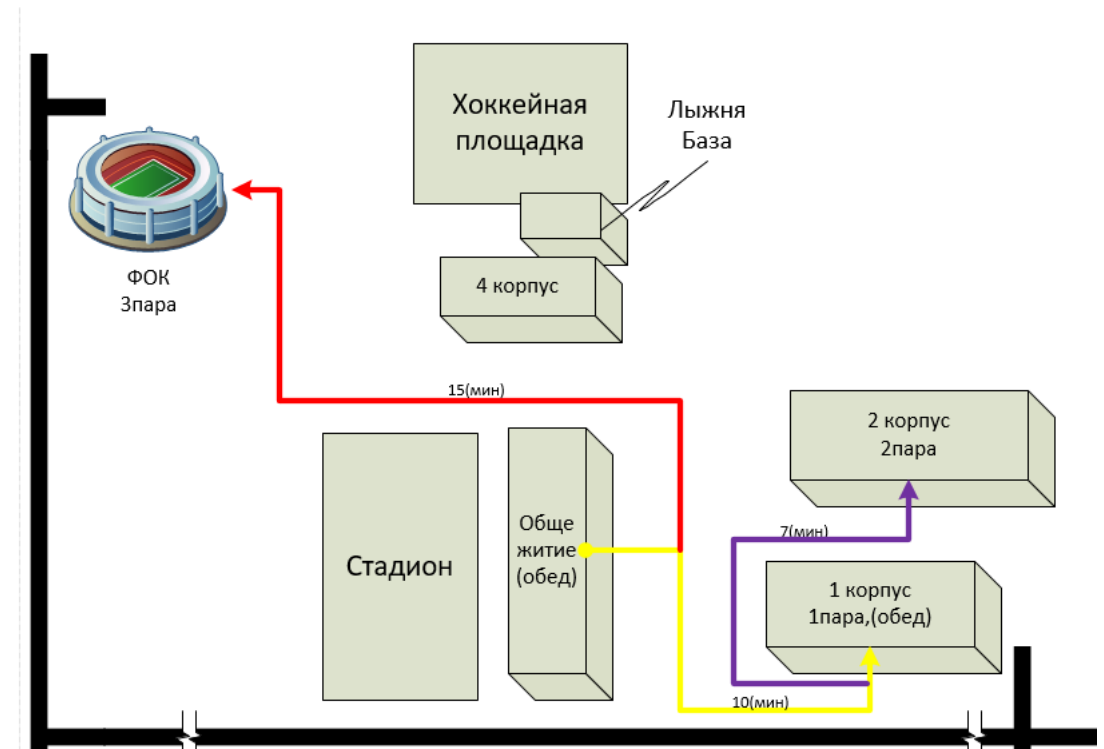 Хоккейная
площадка
Лыжня
База
ФОК
3пара
4 корпус
15(мин)
2 корпус
2пара
7(мин)
Стадион
Обще
житие
(обед)
1 корпус
1пара,(обед)
10(мин)